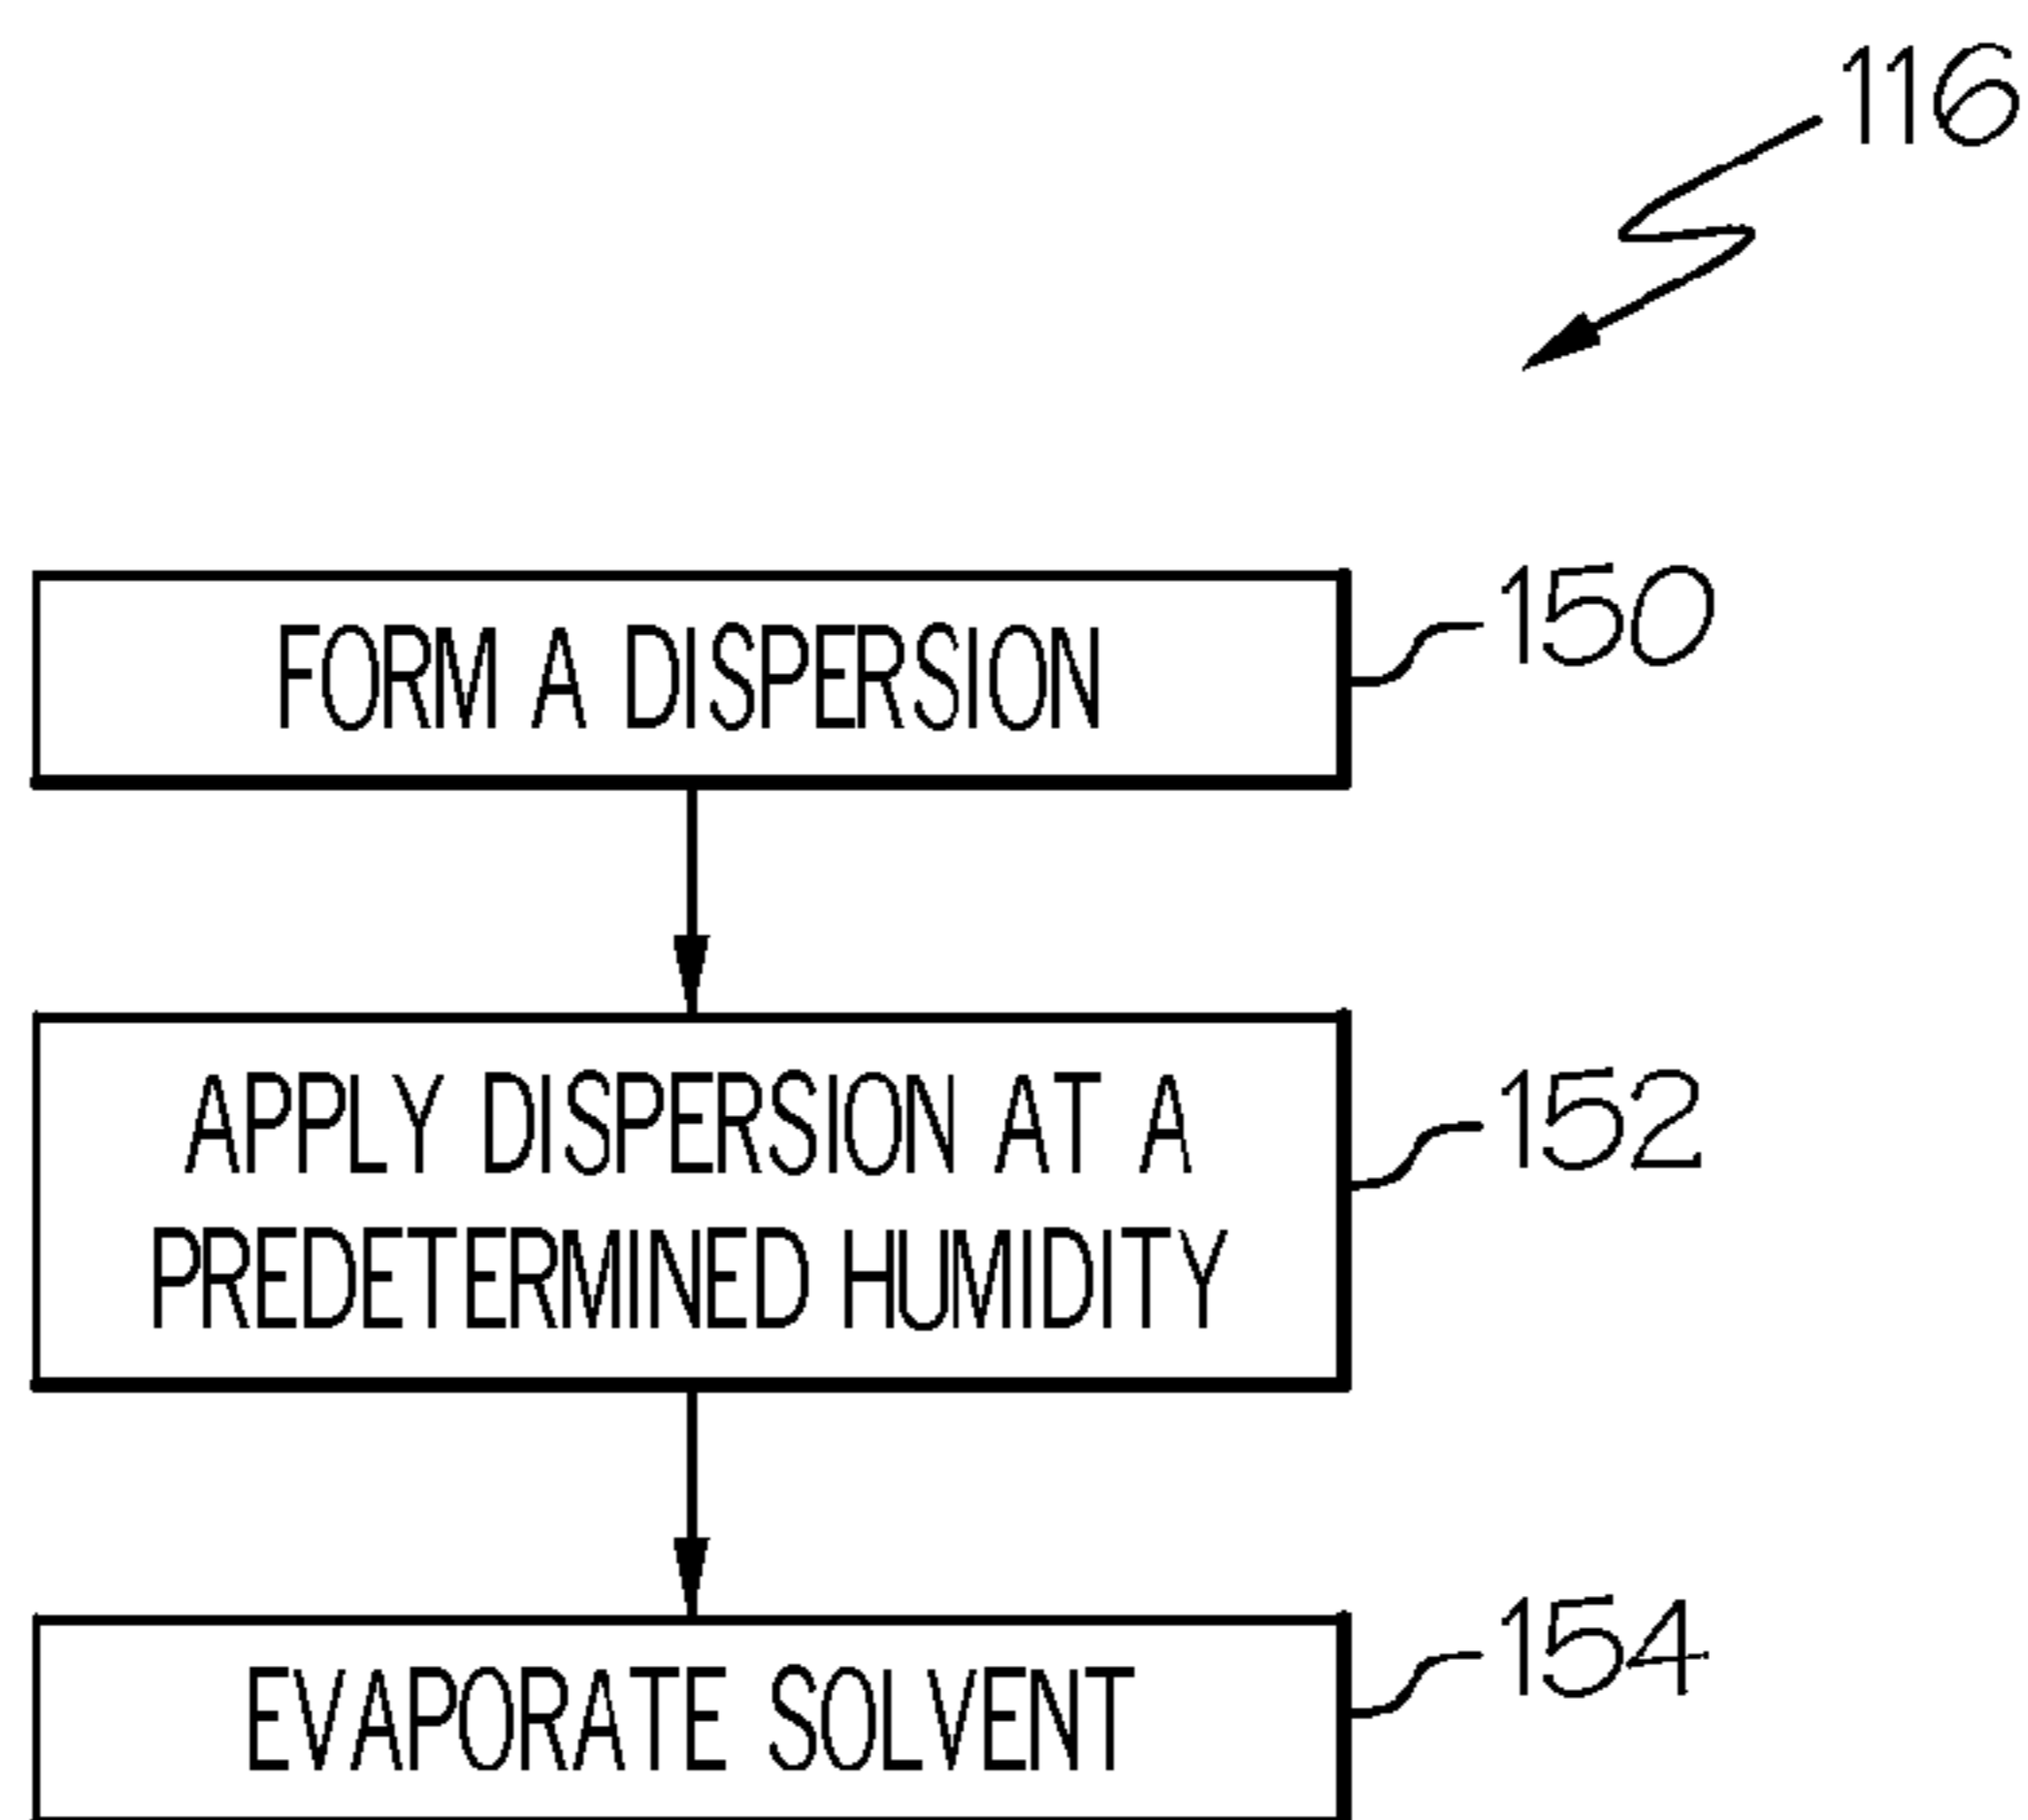 116
FORM A DISPERSION
150
APPLY DISPERSION AT A
PREDETERMINED HUMIDITY
152
EVAPORATE SOLVENT
154